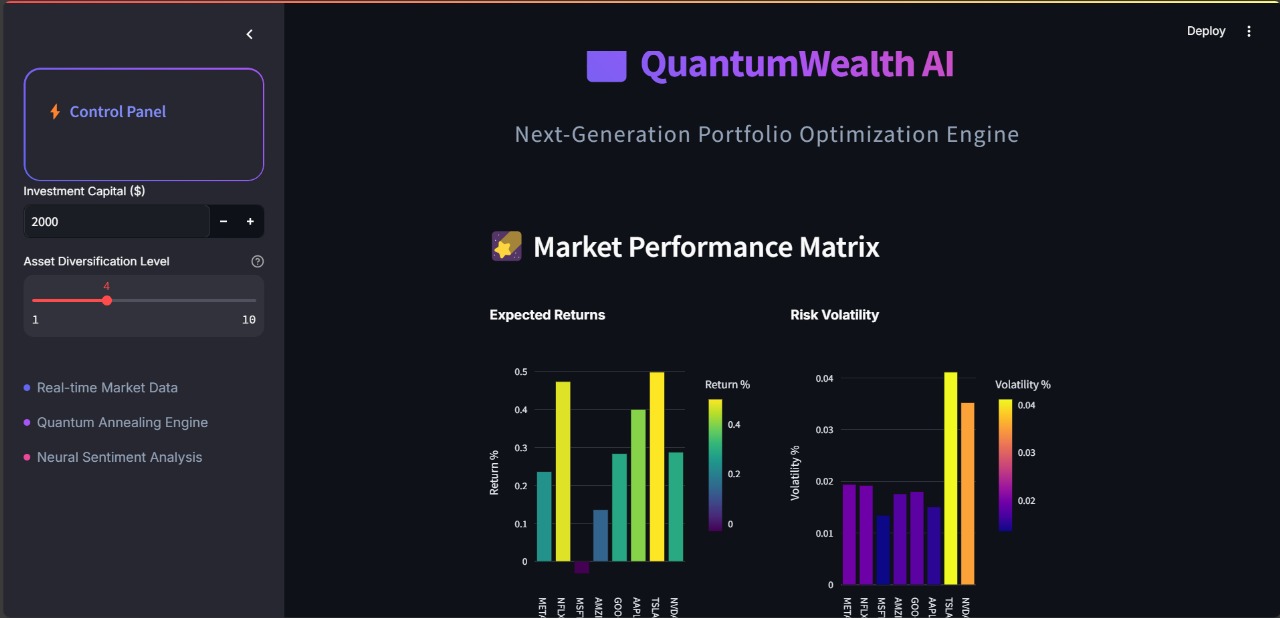 Deploy
QuantumWealth AI
Next-Generation Portfolio Optimization Engine
Control Panel
Investment Capital ($)
2000
− +
Asset Diversification Level
4
1 10
Real-time Market Data
Quantum Annealing Engine
Neural Sentiment Analysis
Market Performance Matrix
Expected Returns
Return %
0.5
0.4
0.3
0.2
0.1
0
META
NFLX
MSFT
AMZN
GOO
AAPL
TSLA
NVDA
Return %
0.4
0.2
0
Risk Volatility
Volatility %
0.04
0.03
0.02
0.01
0
META
NFLX
MSFT
AMZN
GOO
AAPL
TSLA
NVDA
Volatility %
0.04
0.03
0.02